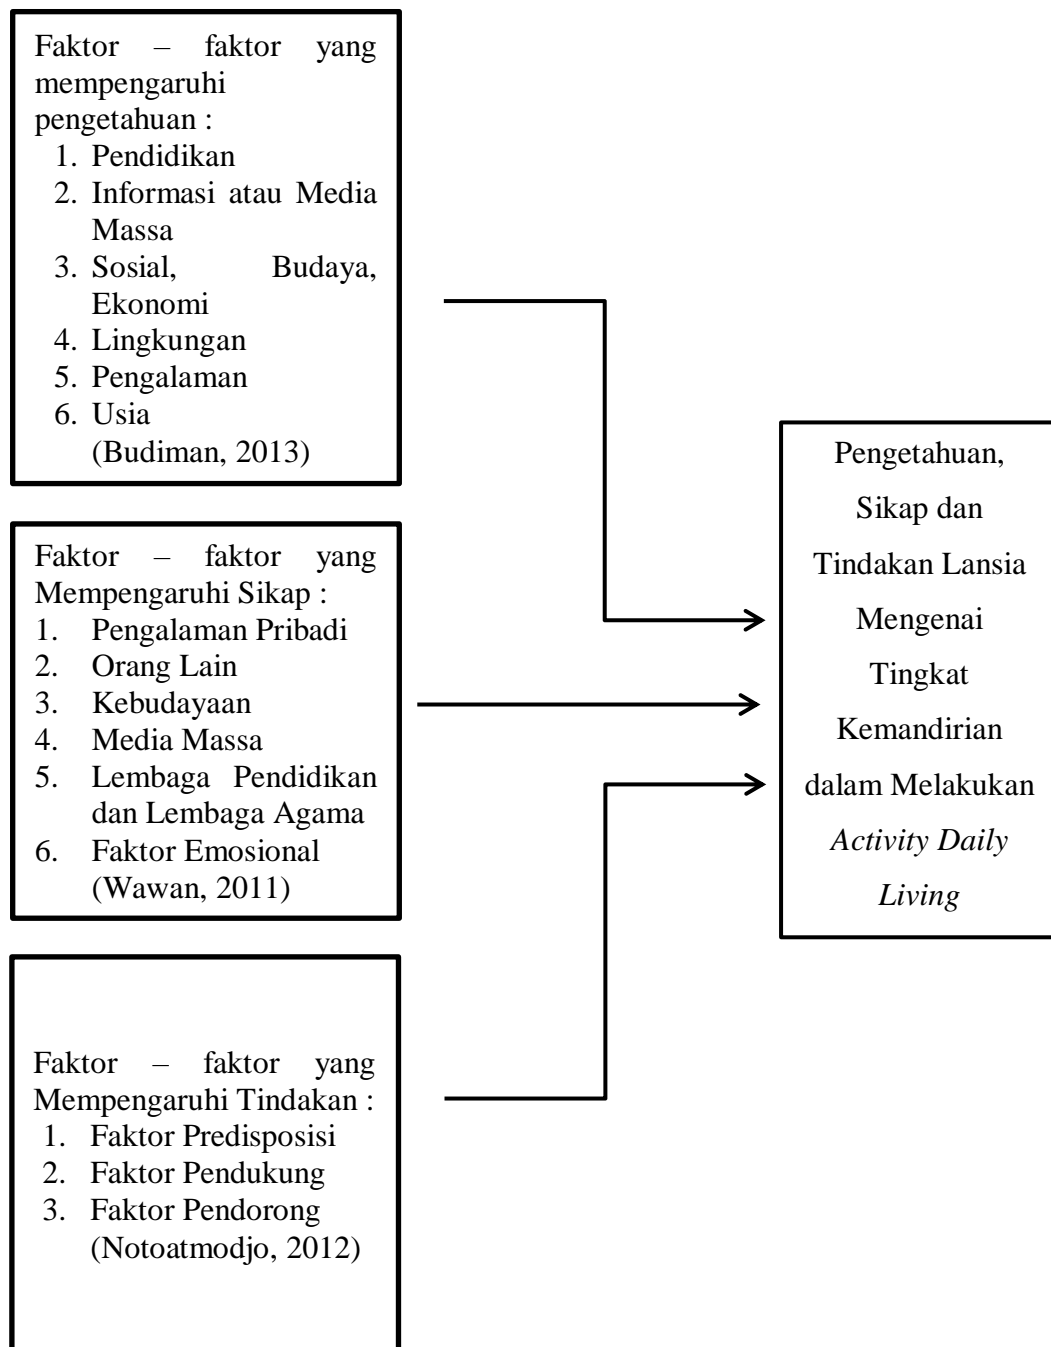 Faktor – faktor yang
mempengaruhi
pengetahuan :
1. Pendidikan
2. Informasi atau Media
Massa
3. Sosial, Budaya,
Ekonomi
4. Lingkungan
5. Pengalaman
6. Usia
(Budiman, 2013)
Faktor – faktor yang
Mempengaruhi Sikap :
1. Pengalaman Pribadi
2. Orang Lain
3. Kebudayaan
4. Media Massa
5. Lembaga Pendidikan
dan Lembaga Agama
6. Faktor Emosional
(Wawan, 2011)
Faktor – faktor yang
Mempengaruhi Tindakan :
1. Faktor Predisposisi
2. Faktor Pendukung
3. Faktor Pendorong
(Notoatmodjo, 2012)
Pengetahuan,
Sikap dan
Tindakan Lansia
Mengenai
Tingkat
Kemandirian
dalam Melakukan
Activity Daily
Living